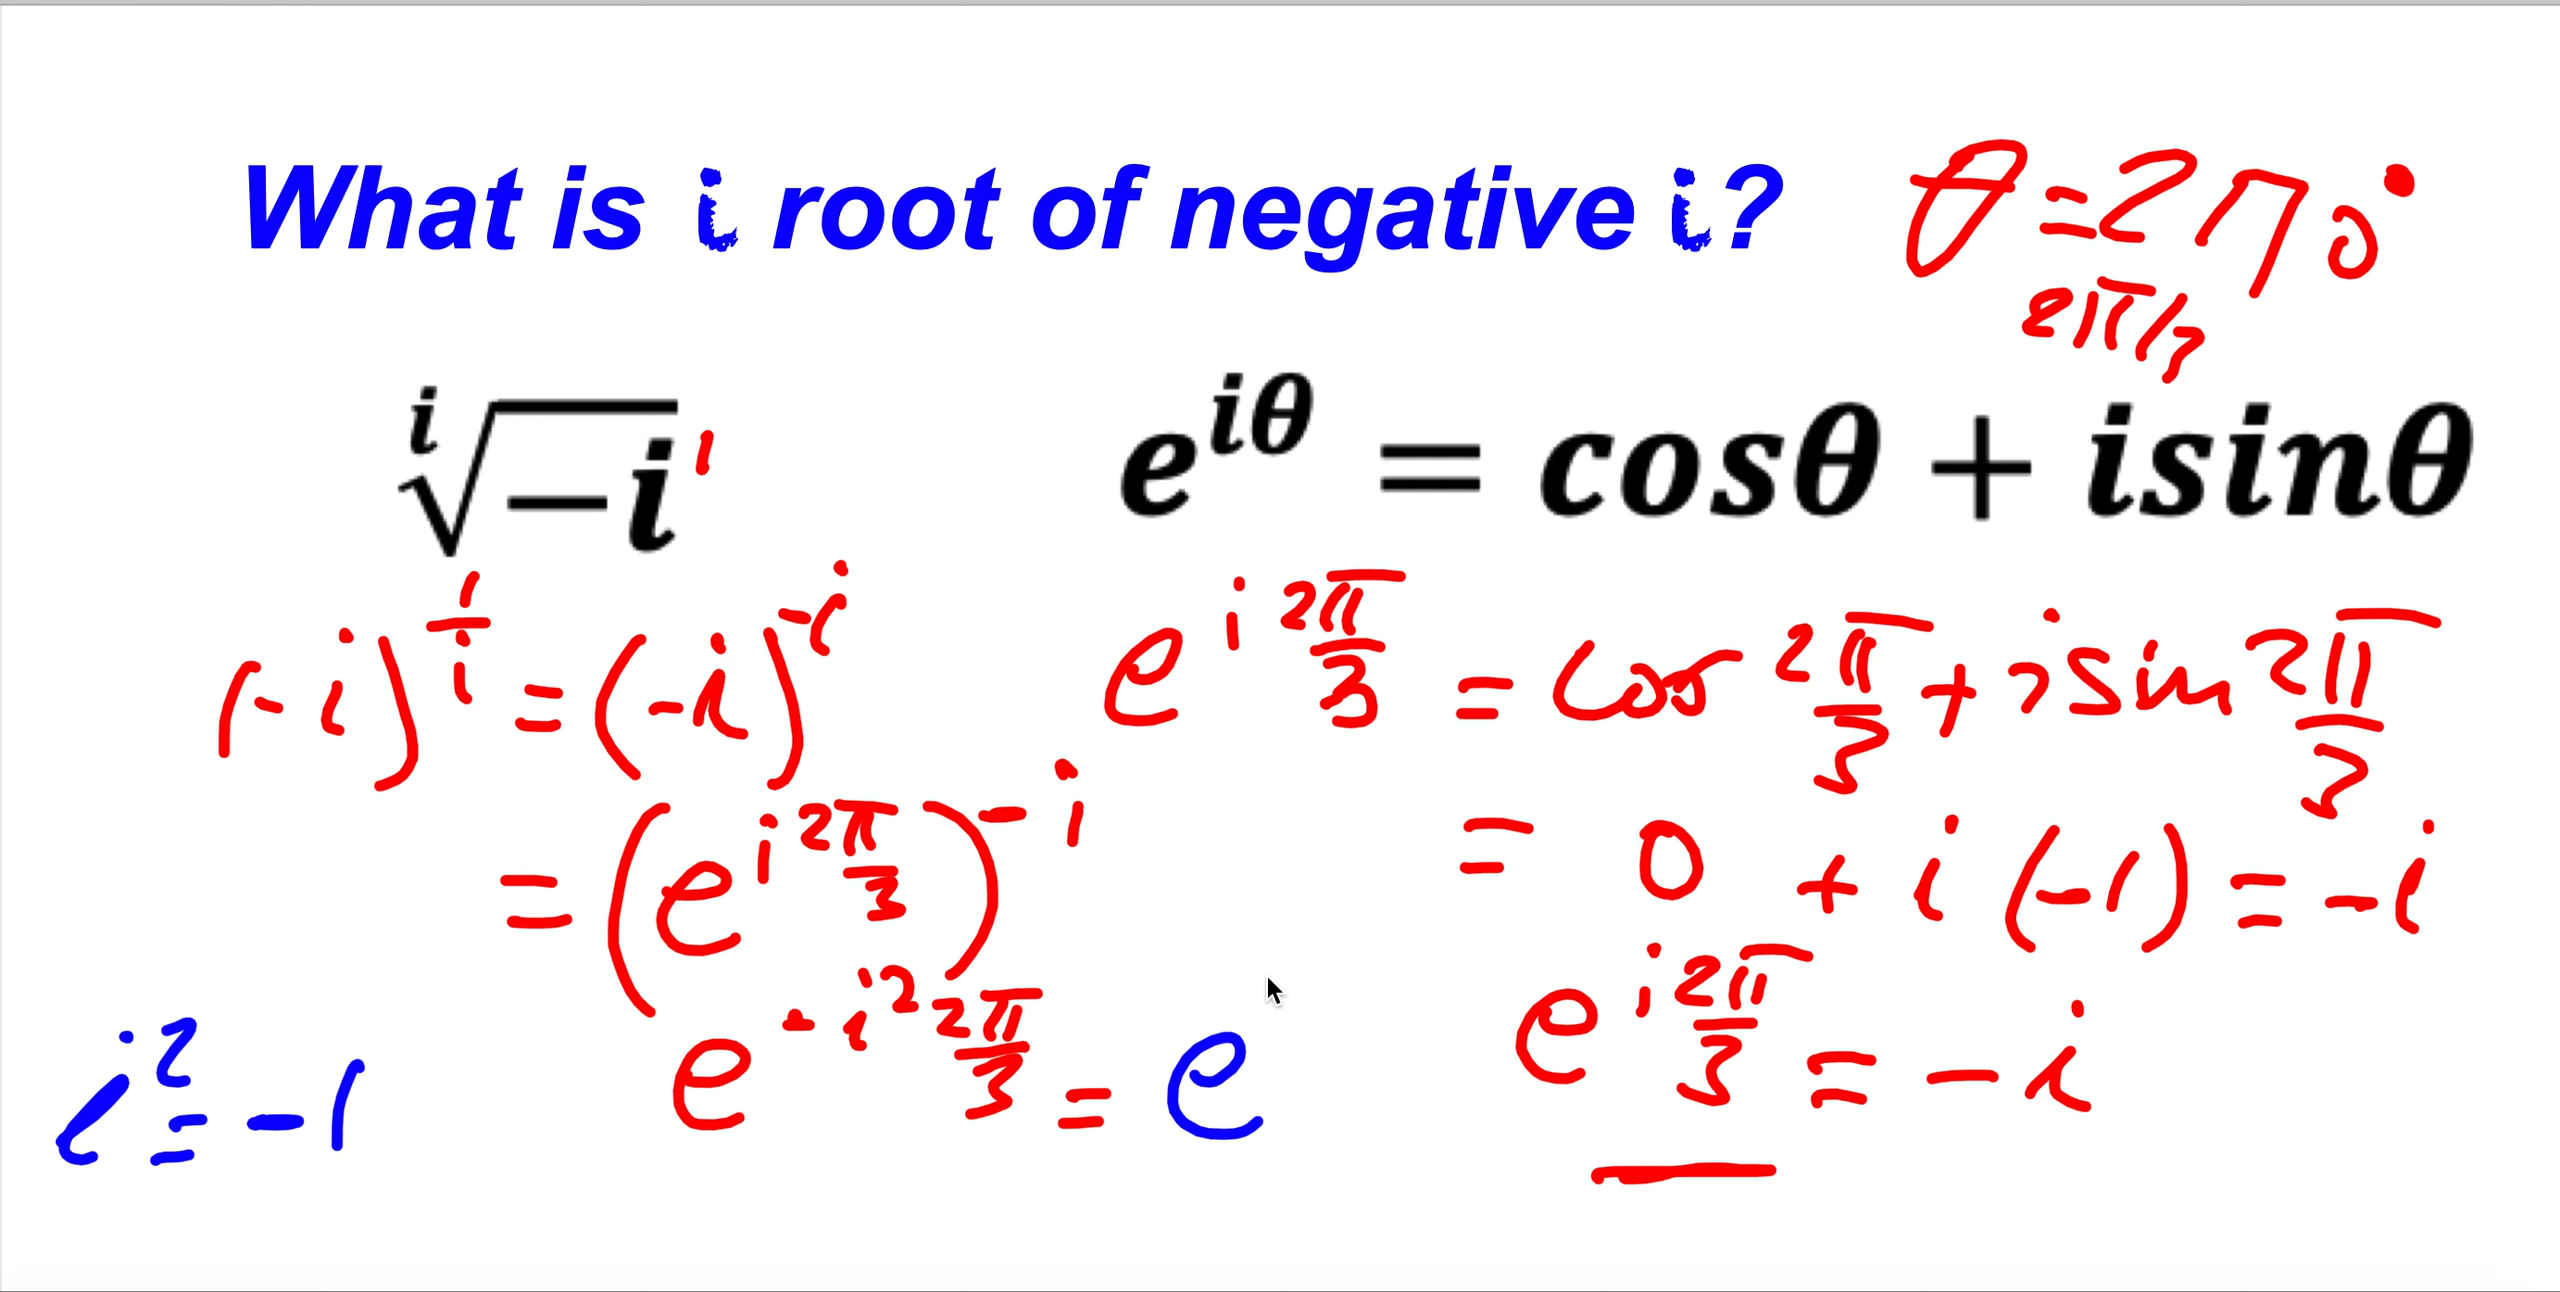 What is i root of negative i?
θ = 2π
2π/3
ⁱ√-i
e^{iθ} = cosθ + isinθ
(-i)^{1/i} = (-i)^{-i}
e^{i 2π/3} = cos 2π/3 + i sin 2π/3
= (e^{i 2π/3})^{-i}
= 0 + i (-1) = -i
i² = -1
e^{-i² 2π/3} = e
e^{i 2π/3} = -i